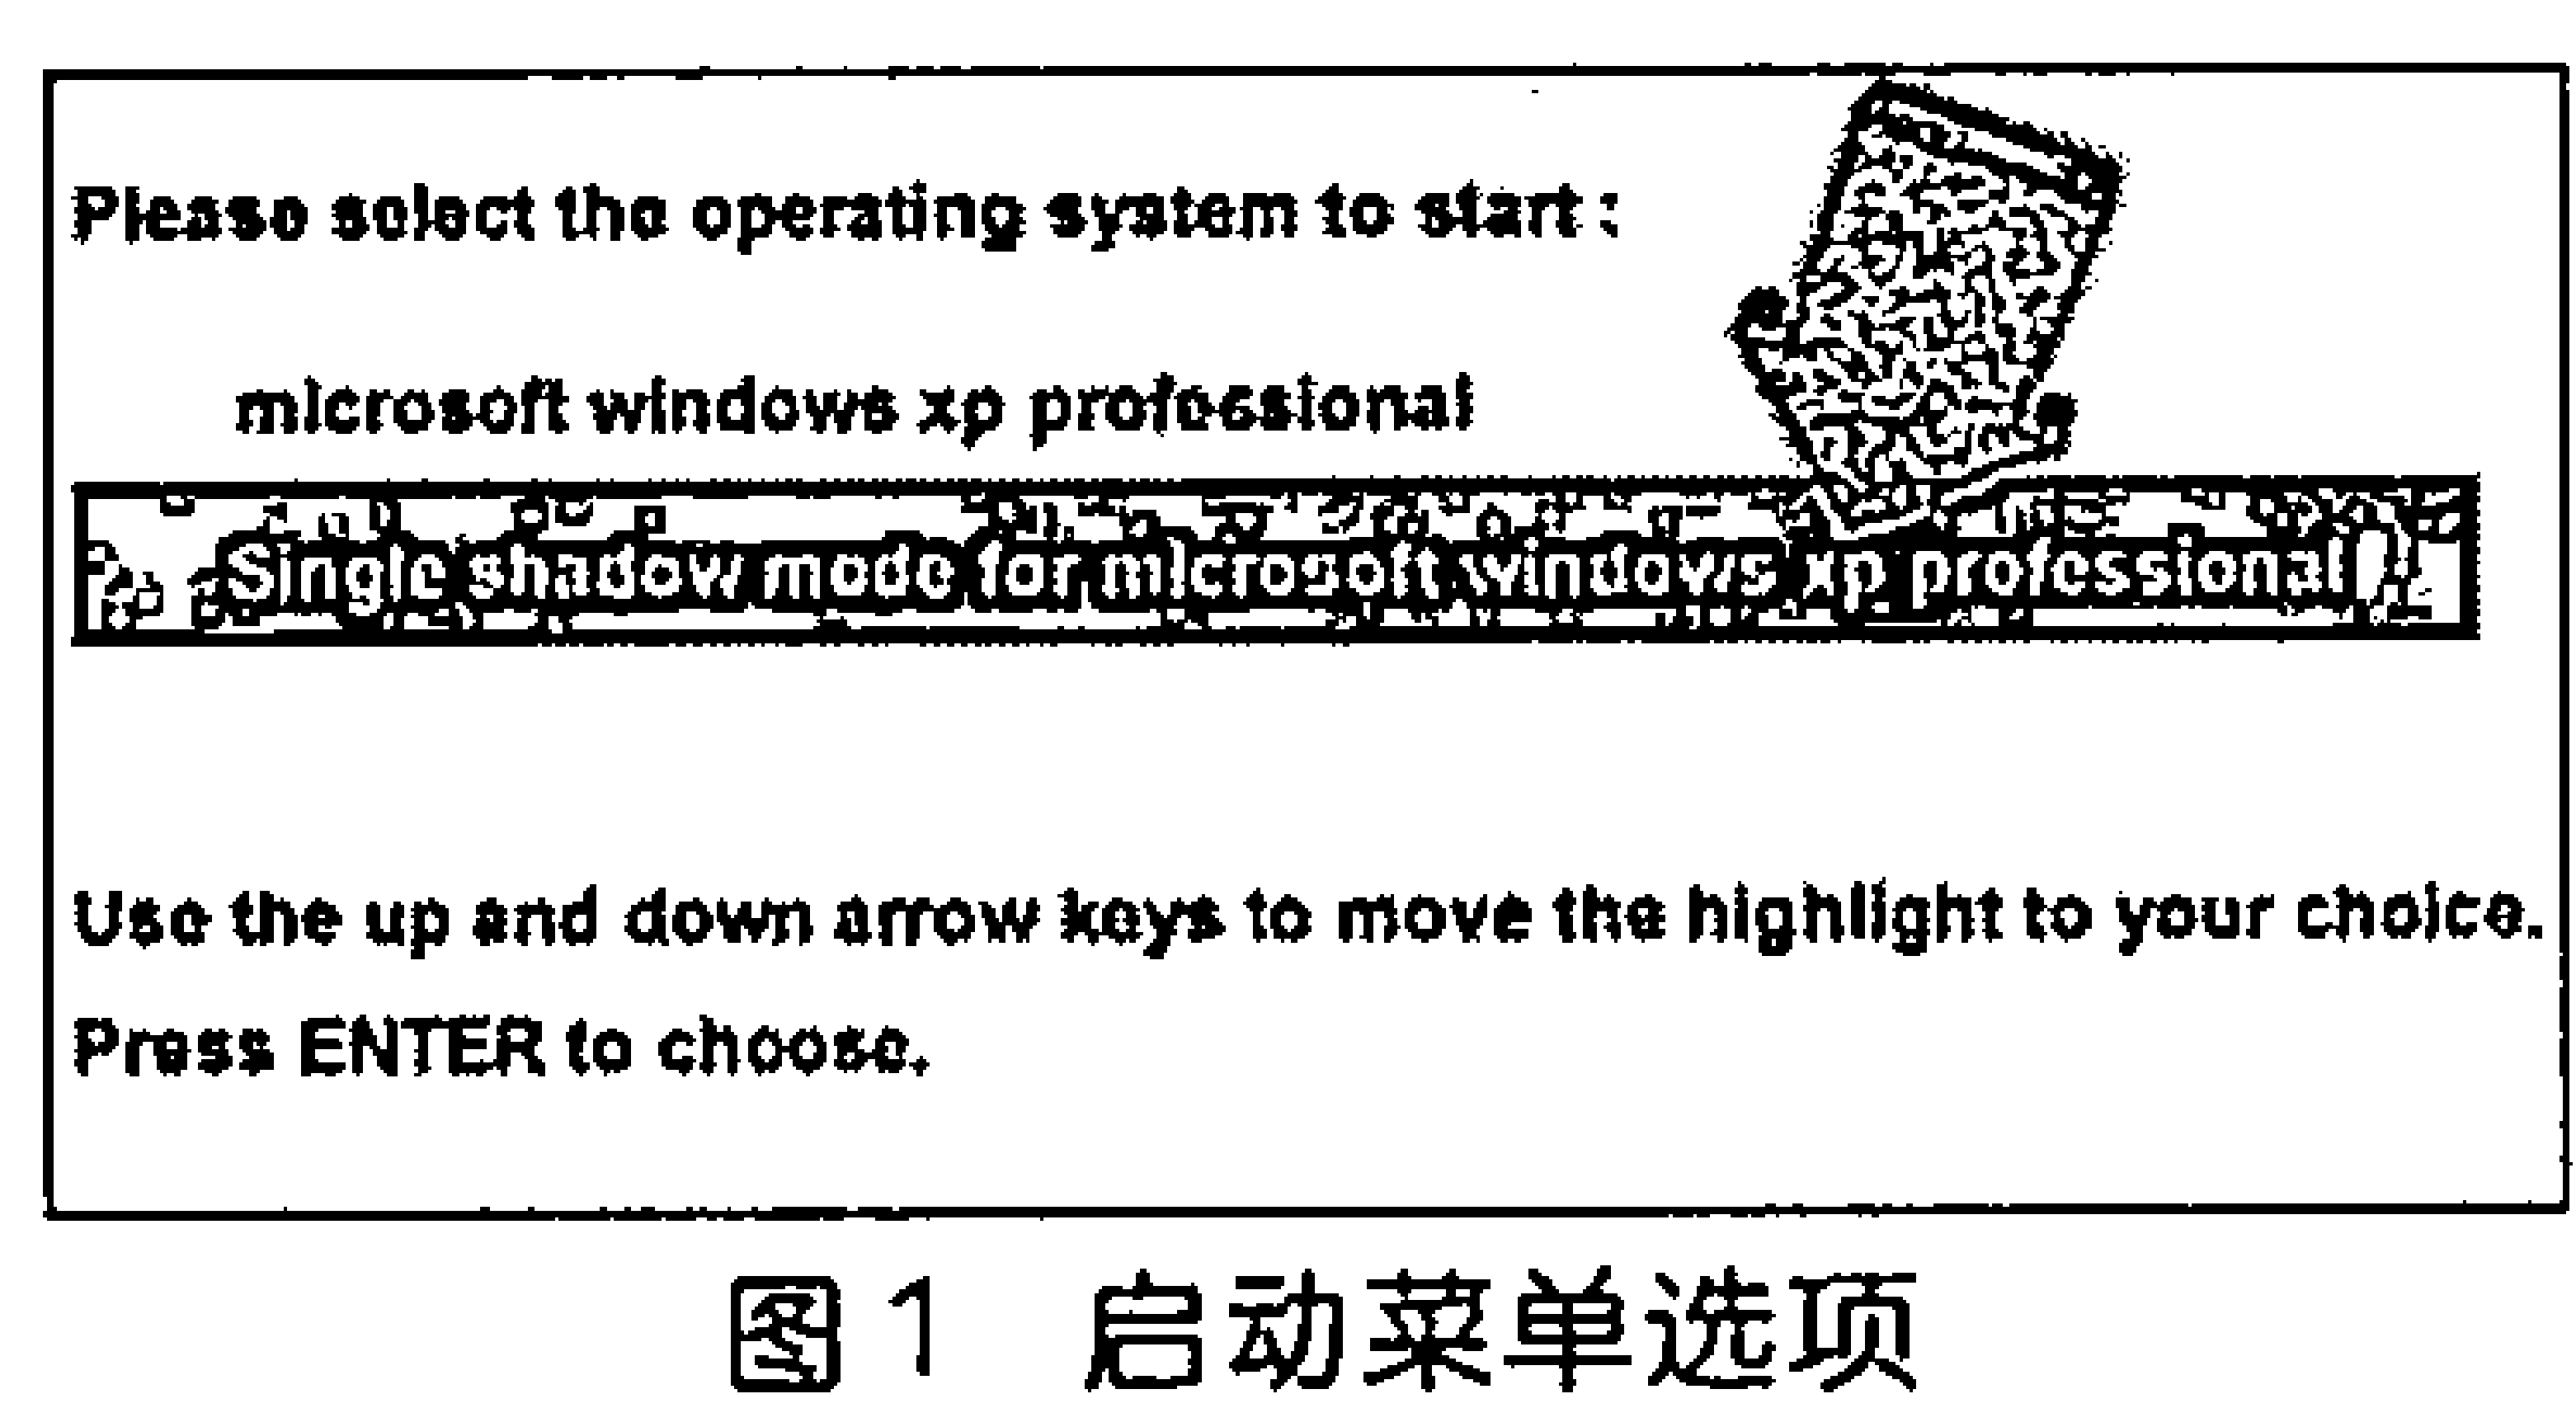 Please select the operating system to start :
microsoft windows xp professional
Single shadow mode for microsoft windows xp professional
Use the up and down arrow keys to move the highlight to your choice.
Press ENTER to choose.
图1 启动菜单选项